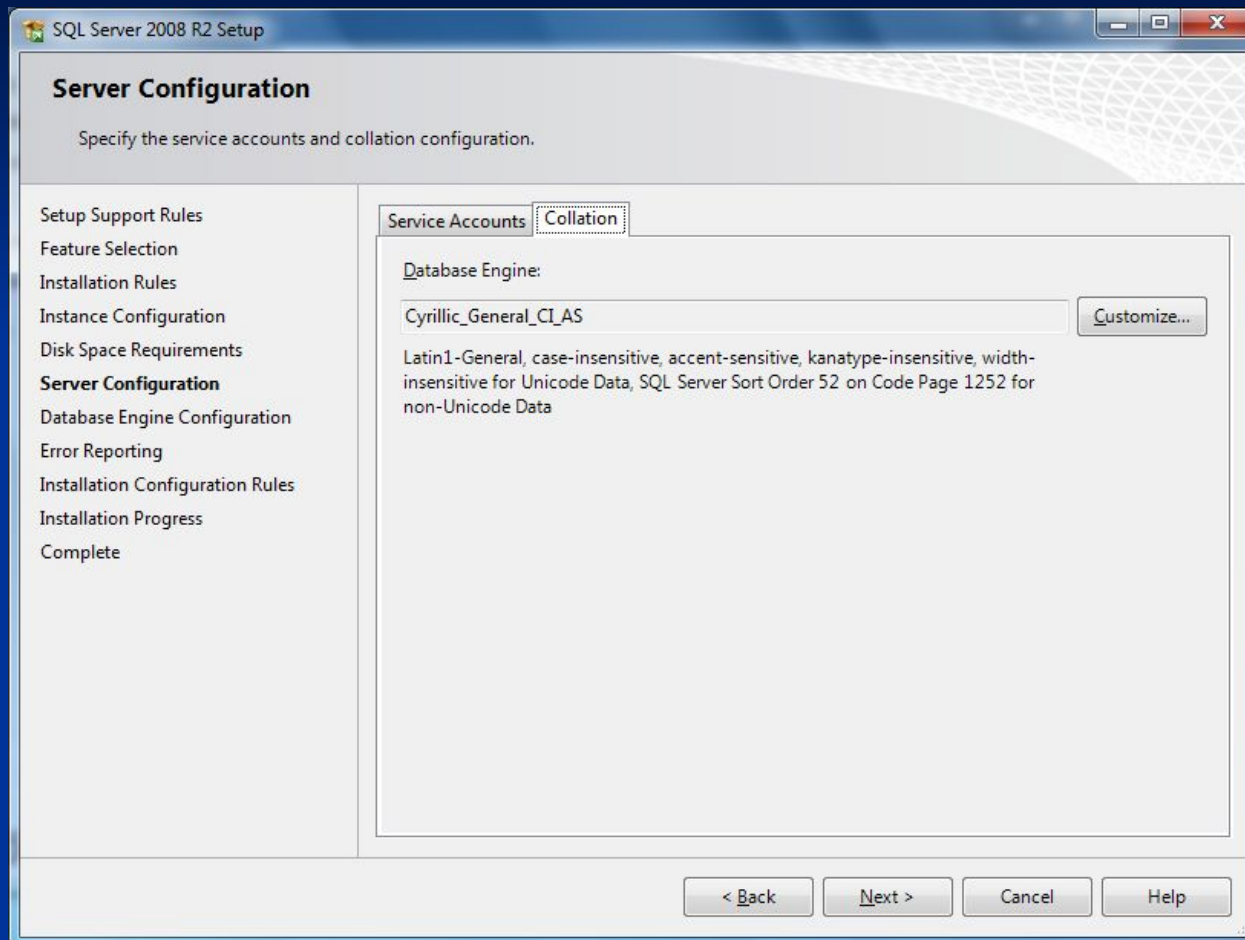 SQL Server 2008 R2 Setup
Server Configuration
Specify the service accounts and collation configuration.
Setup Support Rules
Feature Selection
Installation Rules
Instance Configuration
Disk Space Requirements
Server Configuration
Database Engine Configuration
Error Reporting
Installation Configuration Rules
Installation Progress
Complete
Service Accounts
Collation
Database Engine:
Cyrillic_General_CI_AS
Customize...
Latin1-General, case-insensitive, accent-sensitive, kanatype-insensitive, width-
insensitive for Unicode Data, SQL Server Sort Order 52 on Code Page 1252 for
non-Unicode Data
< Back
Next >
Cancel
Help